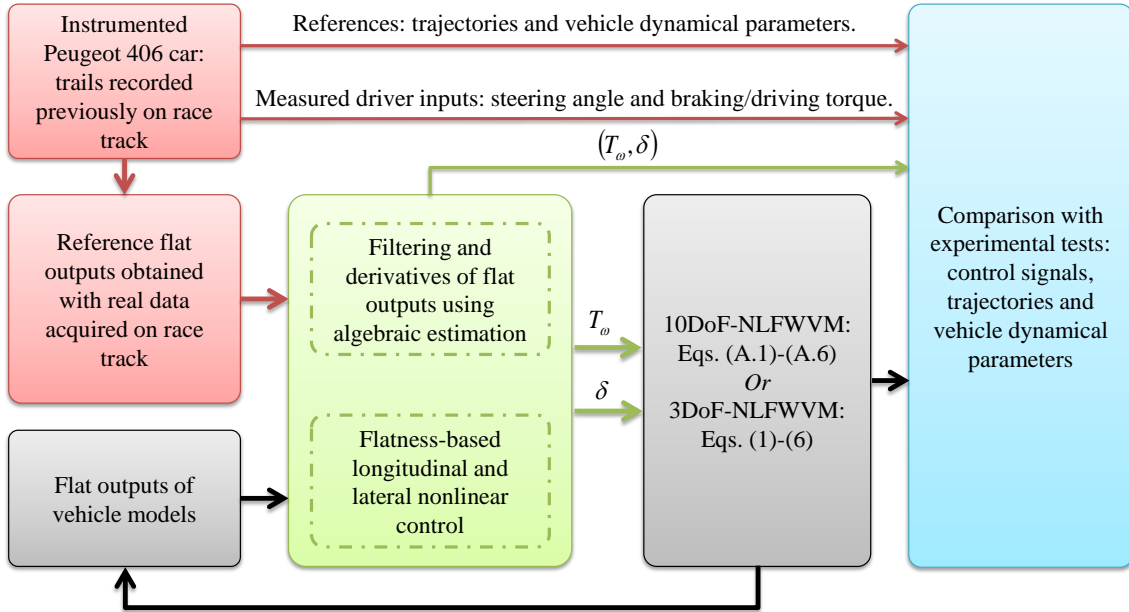 Instrumented
Peugeot 406 car:
trails recorded
previously on race
track
References: trajectories and vehicle dynamical parameters.
Measured driver inputs: steering angle and braking/driving torque.
(T_ω, δ)
Reference flat
outputs obtained
with real data
acquired on race
track
Filtering and
derivatives of flat
outputs using
algebraic estimation
T_ω
δ
Flatness-based
longitudinal and
lateral nonlinear
control
Flat outputs of
vehicle models
10DoF-NLFWVM:
Eqs. (A.1)-(A.6)
Or
3DoF-NLFWVM:
Eqs. (1)-(6)
Comparison with
experimental tests:
control signals,
trajectories and
vehicle dynamical
parameters